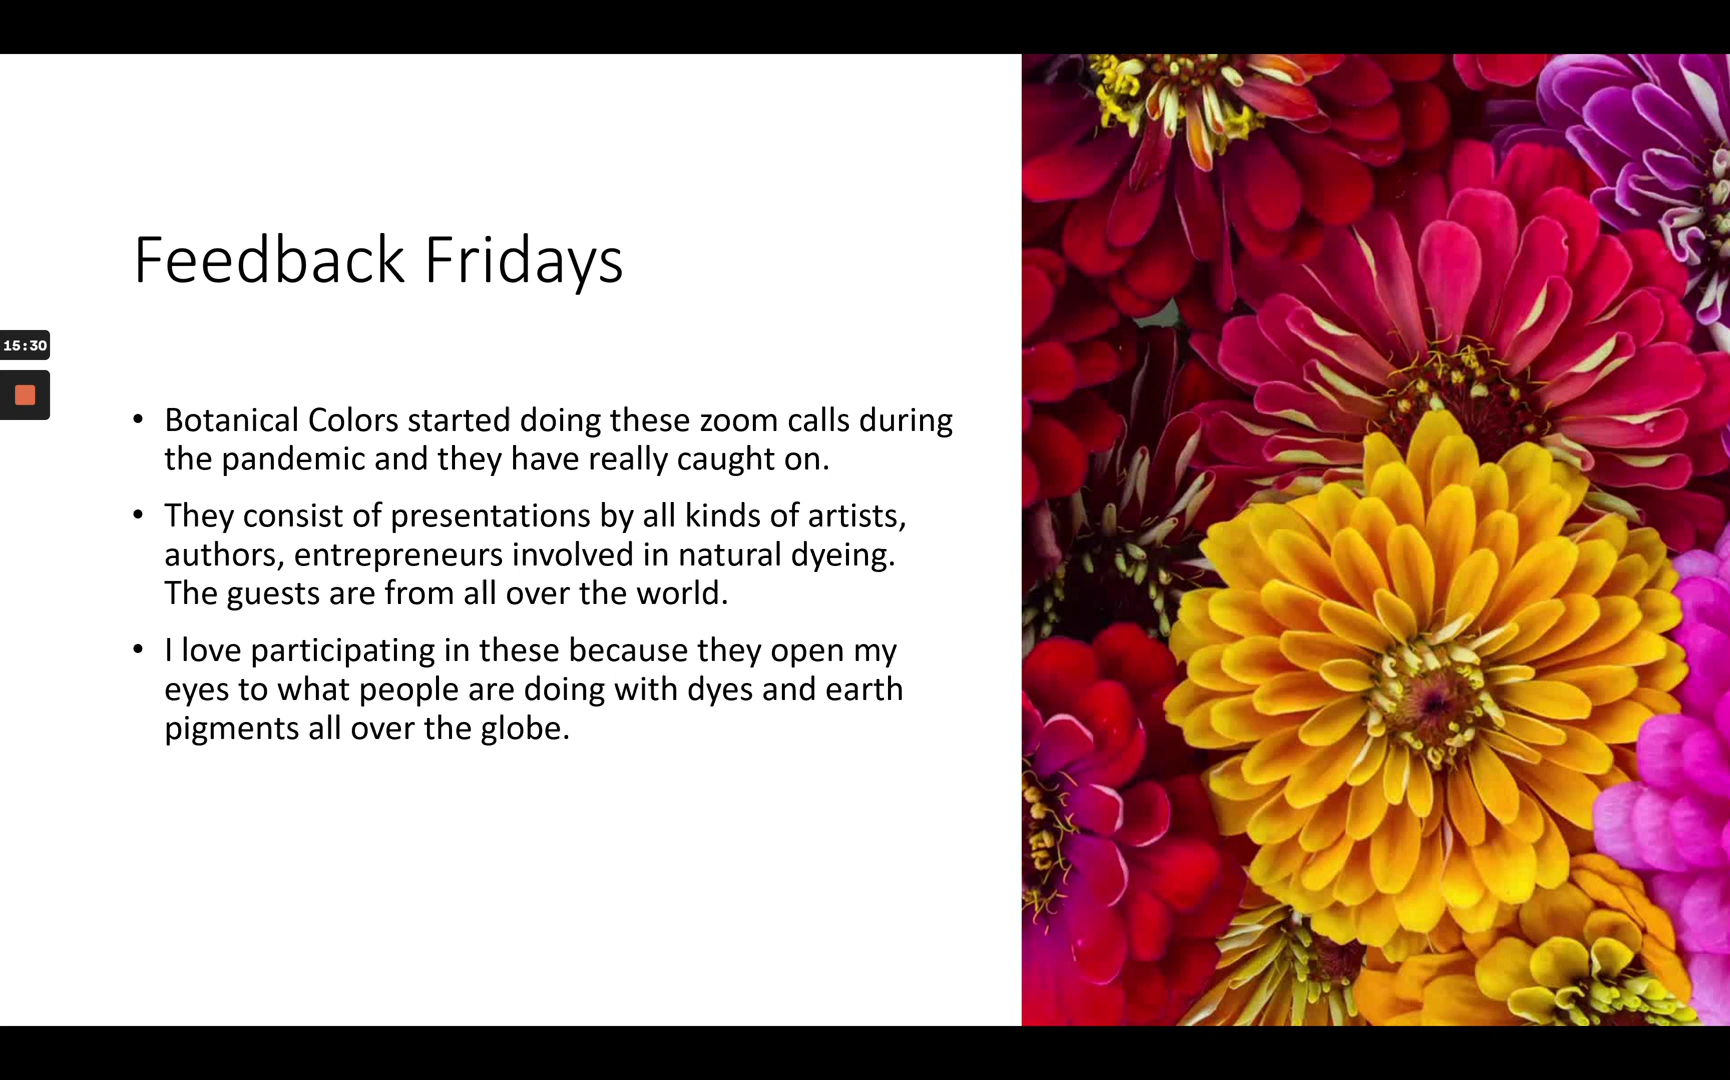 Feedback Fridays
15:30
• Botanical Colors started doing these zoom calls during
the pandemic and they have really caught on.
• They consist of presentations by all kinds of artists,
authors, entrepreneurs involved in natural dyeing.
The guests are from all over the world.
• I love participating in these because they open my
eyes to what people are doing with dyes and earth
pigments all over the globe.